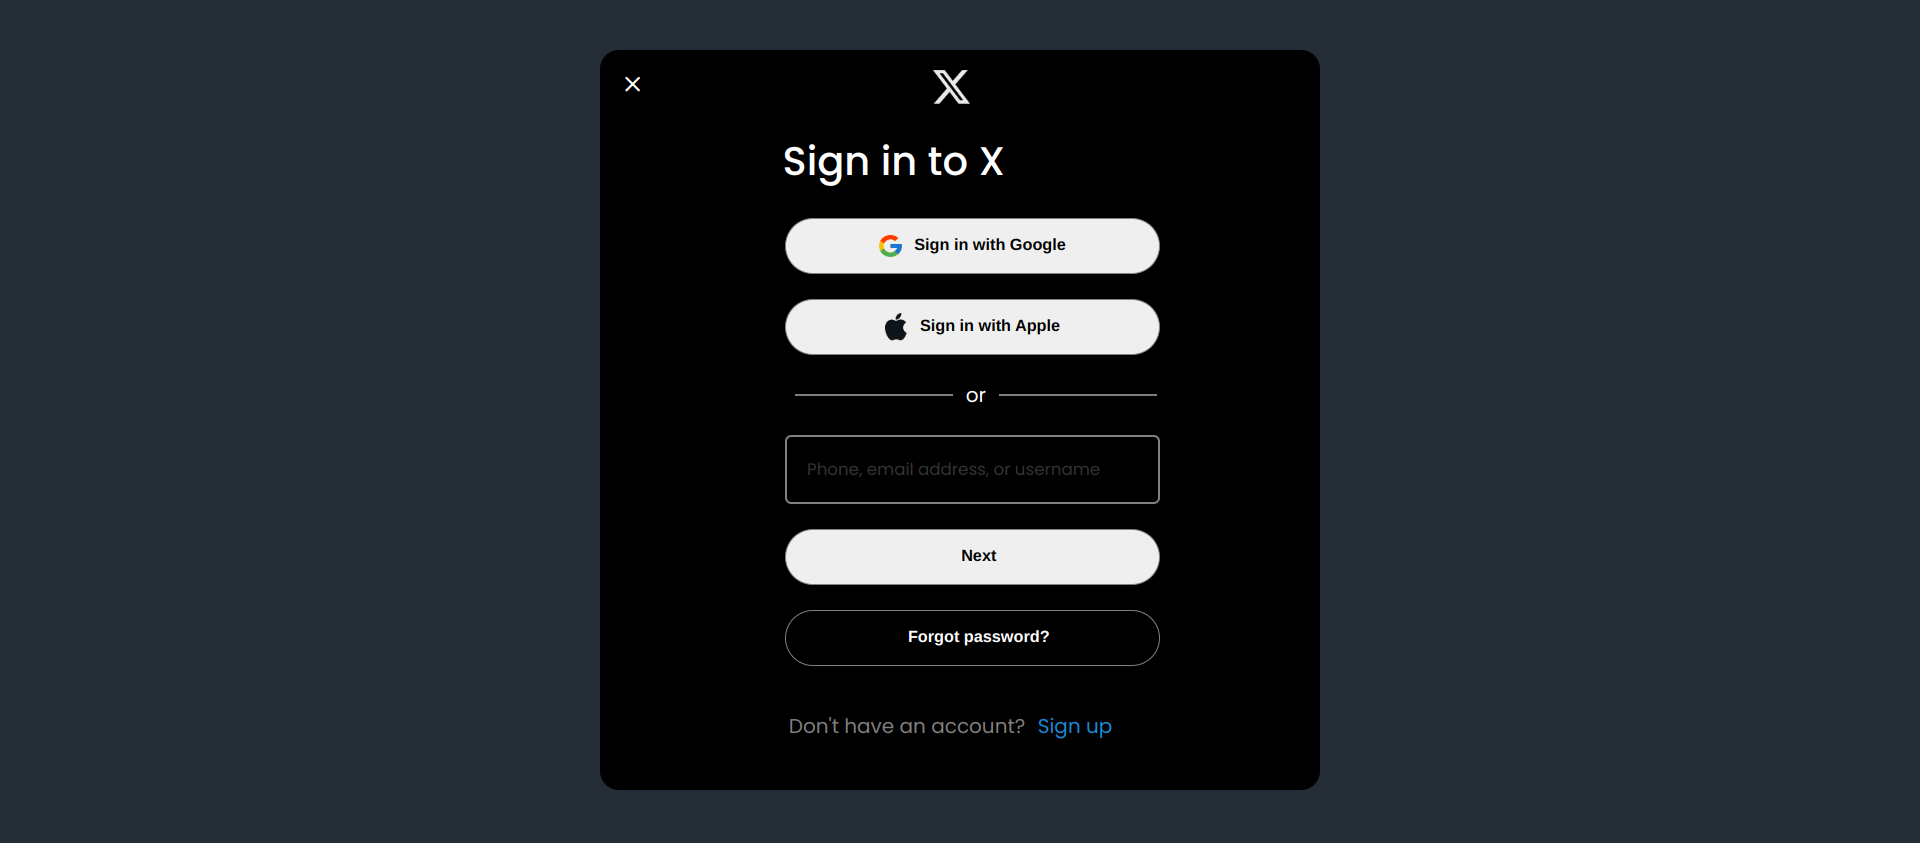 Sign in to X
Sign in with Google
Sign in with Apple
or
Phone, email address, or username
Next
Forgot password?
Don't have an account? Sign up